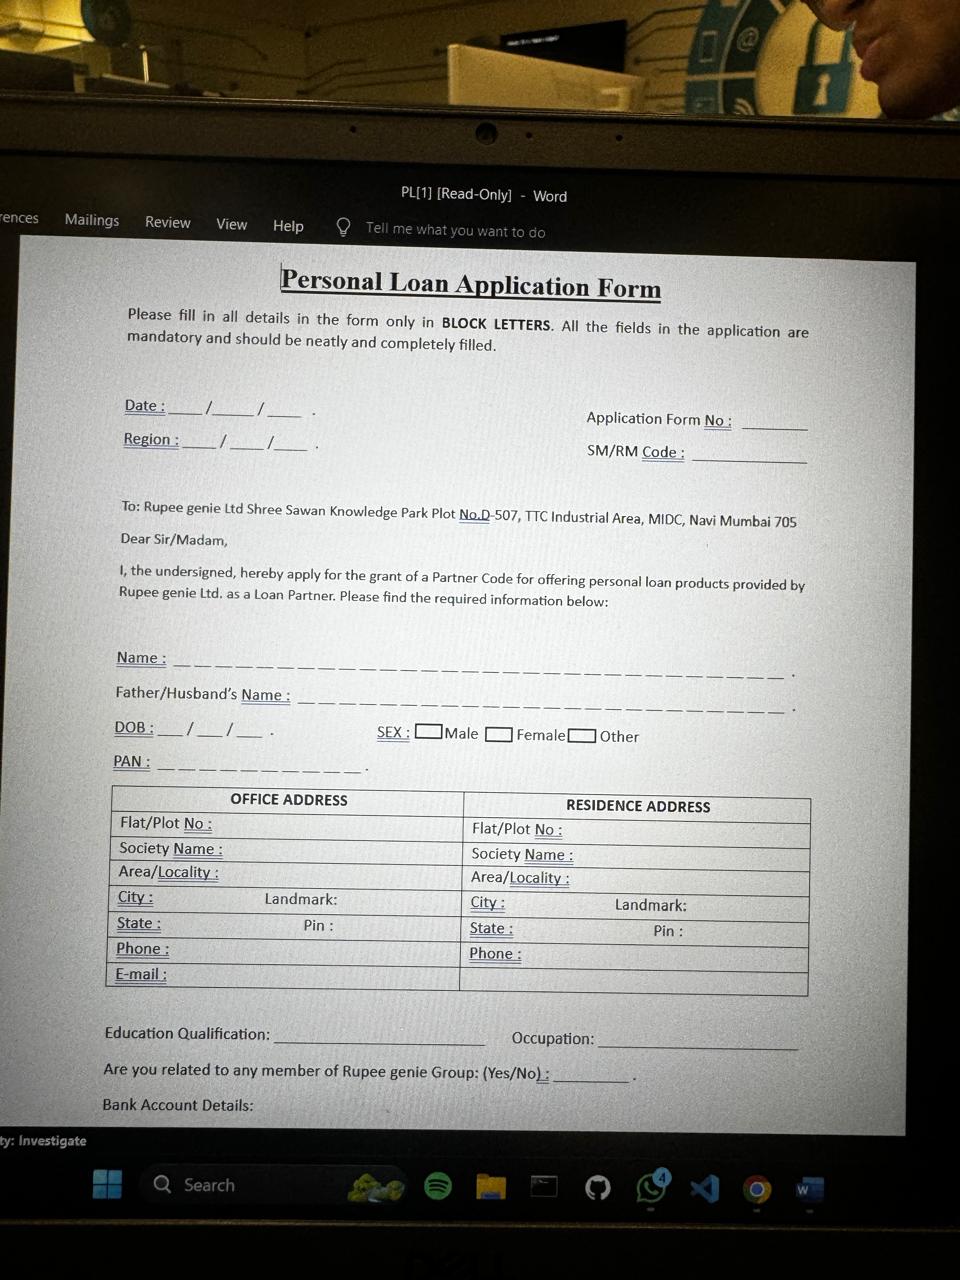 PL[1] [Read-Only] - Word
rences Mailings Review View Help Tell me what you want to do
Personal Loan Application Form
Please fill in all details in the form only in BLOCK LETTERS. All the fields in the application are
mandatory and should be neatly and completely filled.
Date : ____/_____/____ .
Application Form No : ________
Region : ____/____/____ .
SM/RM Code : ______________
To: Rupee genie Ltd Shree Sawan Knowledge Park Plot No.D-507, TTC Industrial Area, MIDC, Navi Mumbai 705
Dear Sir/Madam,
I, the undersigned, hereby apply for the grant of a Partner Code for offering personal loan products provided by
Rupee genie Ltd. as a Loan Partner. Please find the required information below:
Name : _ _ _ _ _ _ _ _ _ _ _ _ _ _ _ _ _ _ _ _ _ _ _ _ _ _ _ _ _ _ .
Father/Husband's Name : _ _ _ _ _ _ _ _ _ _ _ _ _ _ _ _ _ _ _ _ _ _ _ _ .
DOB : ___/___/___ . SEX : Male Female Other
PAN : _ _ _ _ _ _ _ _ _ _ .
OFFICE ADDRESS RESIDENCE ADDRESS
Flat/Plot No : Flat/Plot No :
Society Name : Society Name :
Area/Locality : Area/Locality :
City : Landmark: City : Landmark:
State : Pin : State : Pin :
Phone : Phone :
E-mail :
Education Qualification: _________________________ Occupation: ________________________
Are you related to any member of Rupee genie Group: (Yes/No) : _________ .
Bank Account Details:
ty: Investigate
Search
4
W